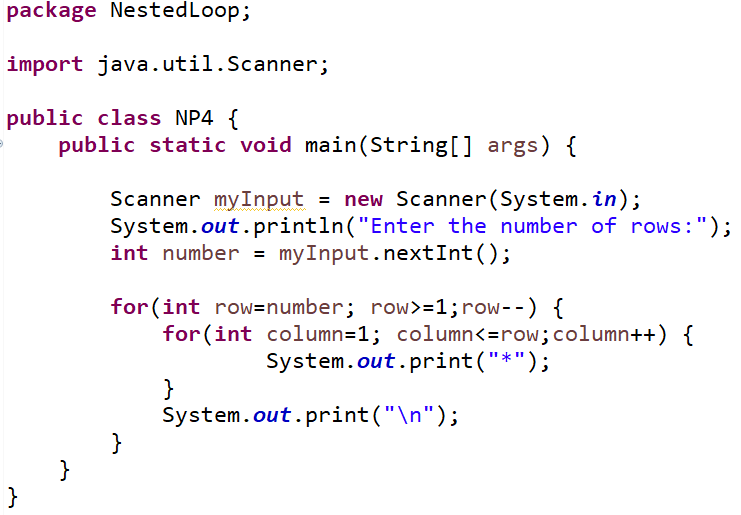 package NestedLoop;
import java.util.Scanner;
public class NP4 {
public static void main(String[] args) {
Scanner myInput = new Scanner(System.in);
System.out.println("Enter the number of rows:");
int number = myInput.nextInt();
for(int row=number; row>=1;row--) {
for(int column=1; column<=row;column++) {
System.out.print("*");
}
System.out.print("\n");
}
}
}